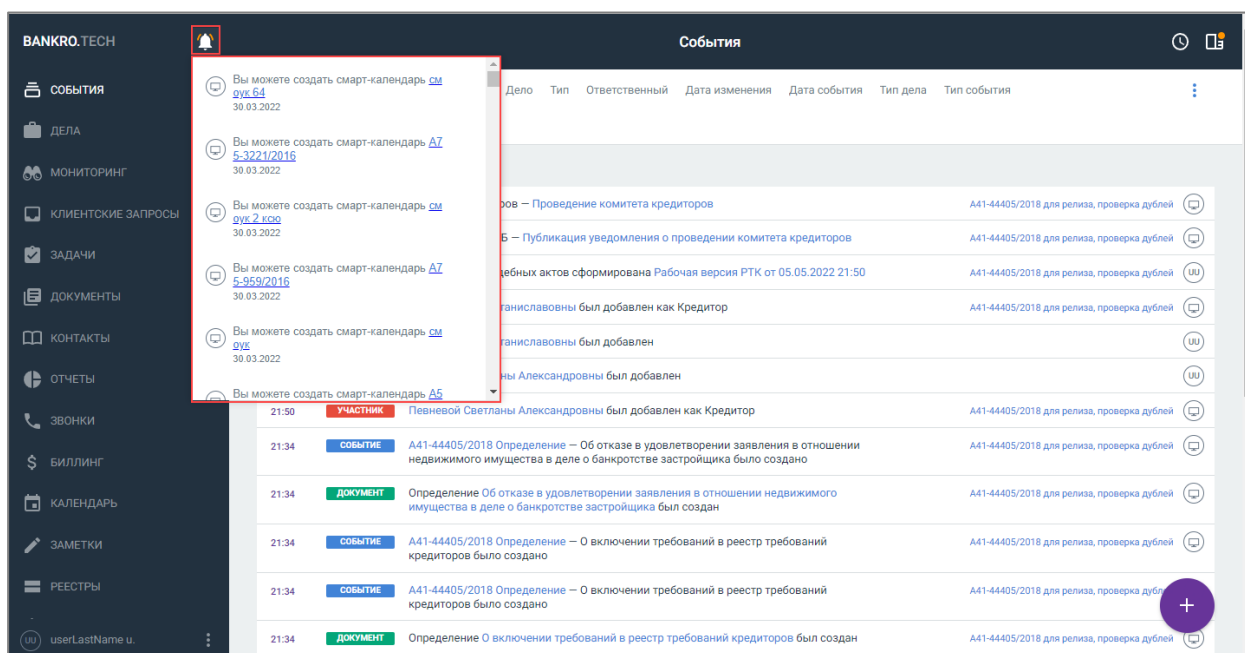 BANKRO.TECH
События
СОБЫТИЯ
ДЕЛА
МОНИТОРИНГ
КЛИЕНТСКИЕ ЗАПРОСЫ
ЗАДАЧИ
ДОКУМЕНТЫ
КОНТАКТЫ
ОТЧЕТЫ
ЗВОНКИ
БИЛЛИНГ
КАЛЕНДАРЬ
ЗАМЕТКИ
РЕЕСТРЫ
UU userLastName u.
Вы можете создать смарт-календарь см
оук 64
30.03.2022
Вы можете создать смарт-календарь А7
5-3221/2016
30.03.2022
Вы можете создать смарт-календарь см
оук 2 ксю
30.03.2022
Вы можете создать смарт-календарь А7
5-959/2016
30.03.2022
Вы можете создать смарт-календарь см
оук
30.03.2022
Вы можете создать смарт-календарь А5
Дело Тип Ответственный Дата изменения Дата события Тип дела Тип события
ров — Проведение комитета кредиторов А41-44405/2018 для релиза, проверка дублей
Б — Публикация уведомления о проведении комитета кредиторов А41-44405/2018 для релиза, проверка дублей
дебных актов сформирована Рабочая версия РТК от 05.05.2022 21:50 А41-44405/2018 для релиза, проверка дублей UU
таниславовны был добавлен как Кредитор А41-44405/2018 для релиза, проверка дублей
таниславовны был добавлен UU
ны Александровны был добавлен UU
21:50 УЧАСТНИК Певневой Светланы Александровны был добавлен как Кредитор А41-44405/2018 для релиза, проверка дублей
21:34 СОБЫТИЕ А41-44405/2018 Определение — Об отказе в удовлетворении заявления в отношении А41-44405/2018 для релиза, проверка дублей
недвижимого имущества в деле о банкротстве застройщика было создано
21:34 ДОКУМЕНТ Определение Об отказе в удовлетворении заявления в отношении недвижимого А41-44405/2018 для релиза, проверка дублей
имущества в деле о банкротстве застройщика был создан
21:34 СОБЫТИЕ А41-44405/2018 Определение — О включении требований в реестр требований А41-44405/2018 для релиза, проверка дублей
кредиторов было создано
21:34 СОБЫТИЕ А41-44405/2018 Определение — О включении требований в реестр требований А41-44405/2018 для релиза, проверка дубл
кредиторов было создано
21:34 ДОКУМЕНТ Определение О включении требований в реестр требований кредиторов был создан А41-44405/2018 для релиза, проверка дублей